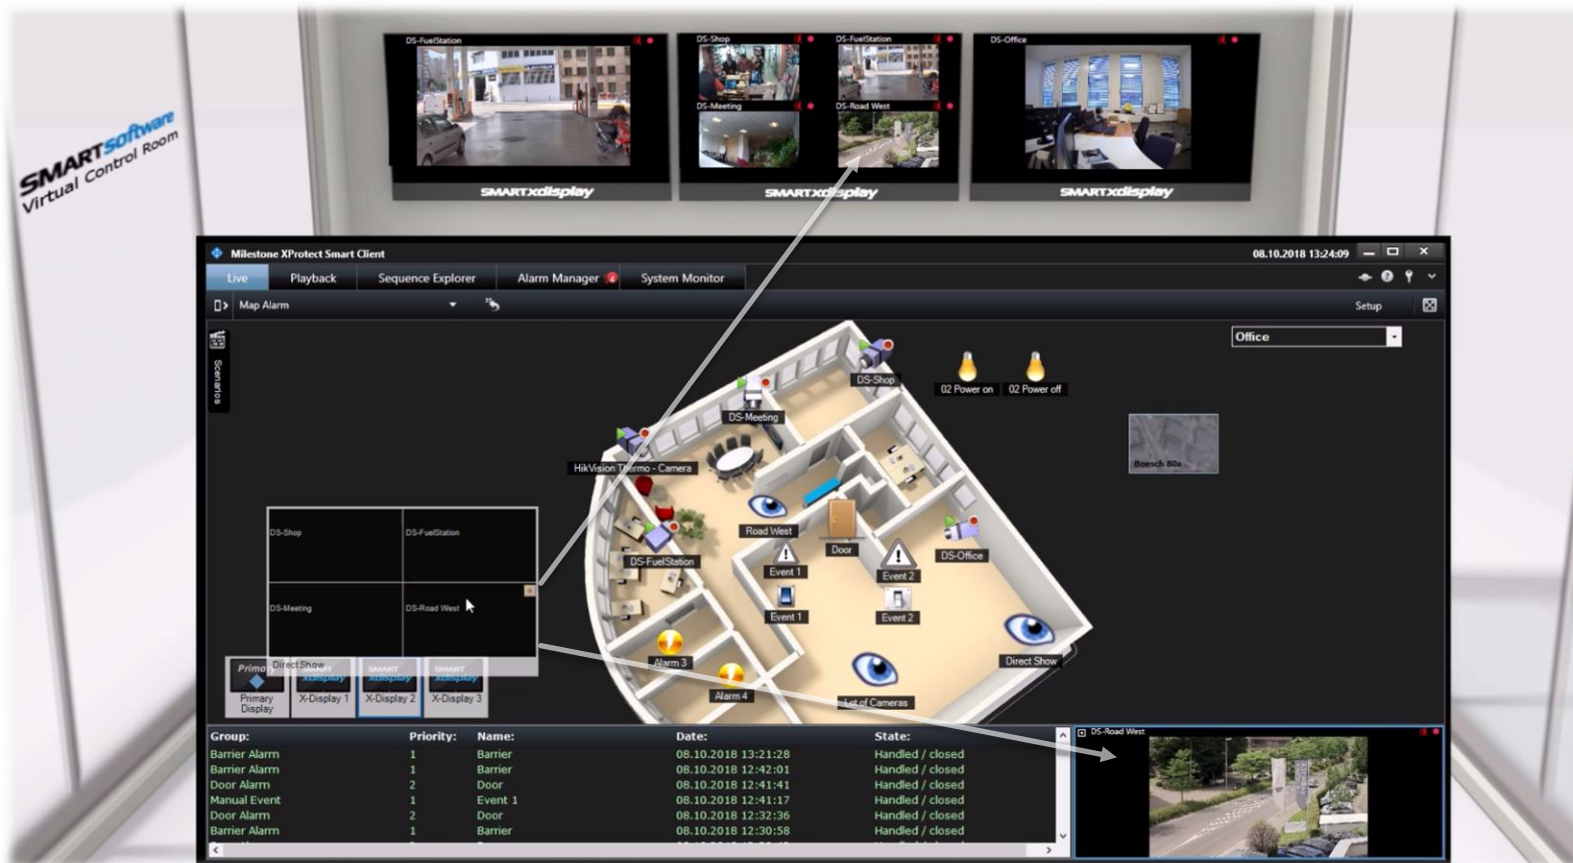 DS-FuelStation
DS-Shop
DS-FuelStation
DS-Meeting
DS-Road West
DS-Office
SMARTxdisplay
SMARTxdisplay
SMARTxdisplay
SMARTsoftware
Virtual Control Room
Milestone XProtect Smart Client
08.10.2018 13:24:09
Live Playback Sequence Explorer Alarm Manager System Monitor
Map Alarm
Setup
Scenarios
Office
DS-Shop
02 Power on 02 Power off
DS-Meeting
HikVision Thermo - Camera
Boesch 80a
Road West
Door
DS-FuelStation
DS-Office
Event 1
Event 2
Event 1
Event 2
DS-Shop DS-FuelStation
DS-Meeting DS-Road West
Direct Show
Alarm 3
Alarm 4
Lot of Cameras
Direct Show
Primary Display
X-Display 1
X-Display 2
X-Display 3
Group: Priority: Name: Date: State:
Barrier Alarm 1 Barrier 08.10.2018 13:21:28 Handled / closed
Barrier Alarm 1 Barrier 08.10.2018 12:42:01 Handled / closed
Door Alarm 2 Door 08.10.2018 12:41:41 Handled / closed
Manual Event 1 Event 1 08.10.2018 12:41:17 Handled / closed
Door Alarm 2 Door 08.10.2018 12:32:36 Handled / closed
Barrier Alarm 1 Barrier 08.10.2018 12:30:58 Handled / closed
DS-Road West